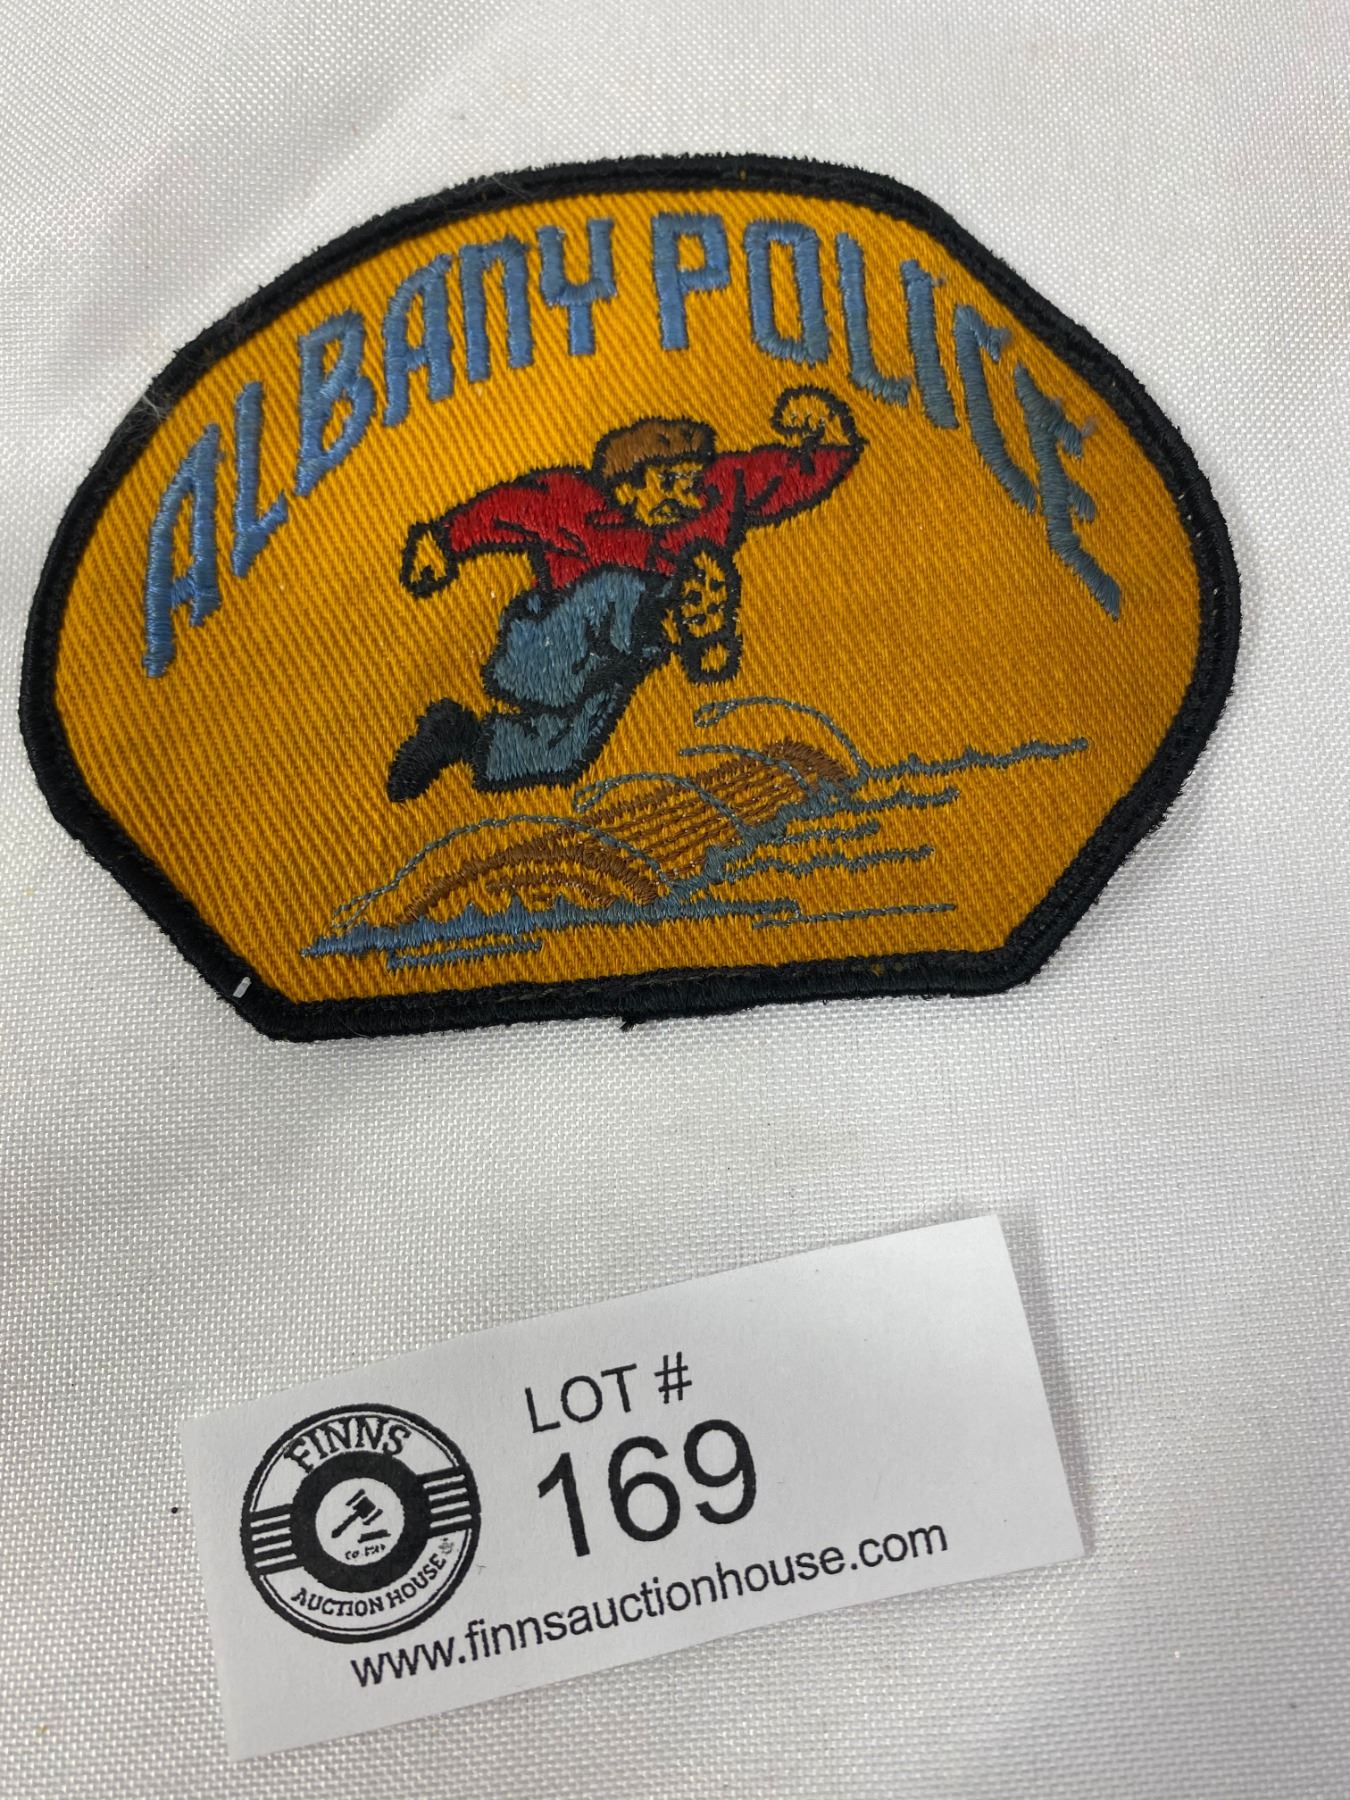 ALBANY POLICE
LOT #
169
FINNS
AUCTION HOUSE
www.finnsauctionhouse.com